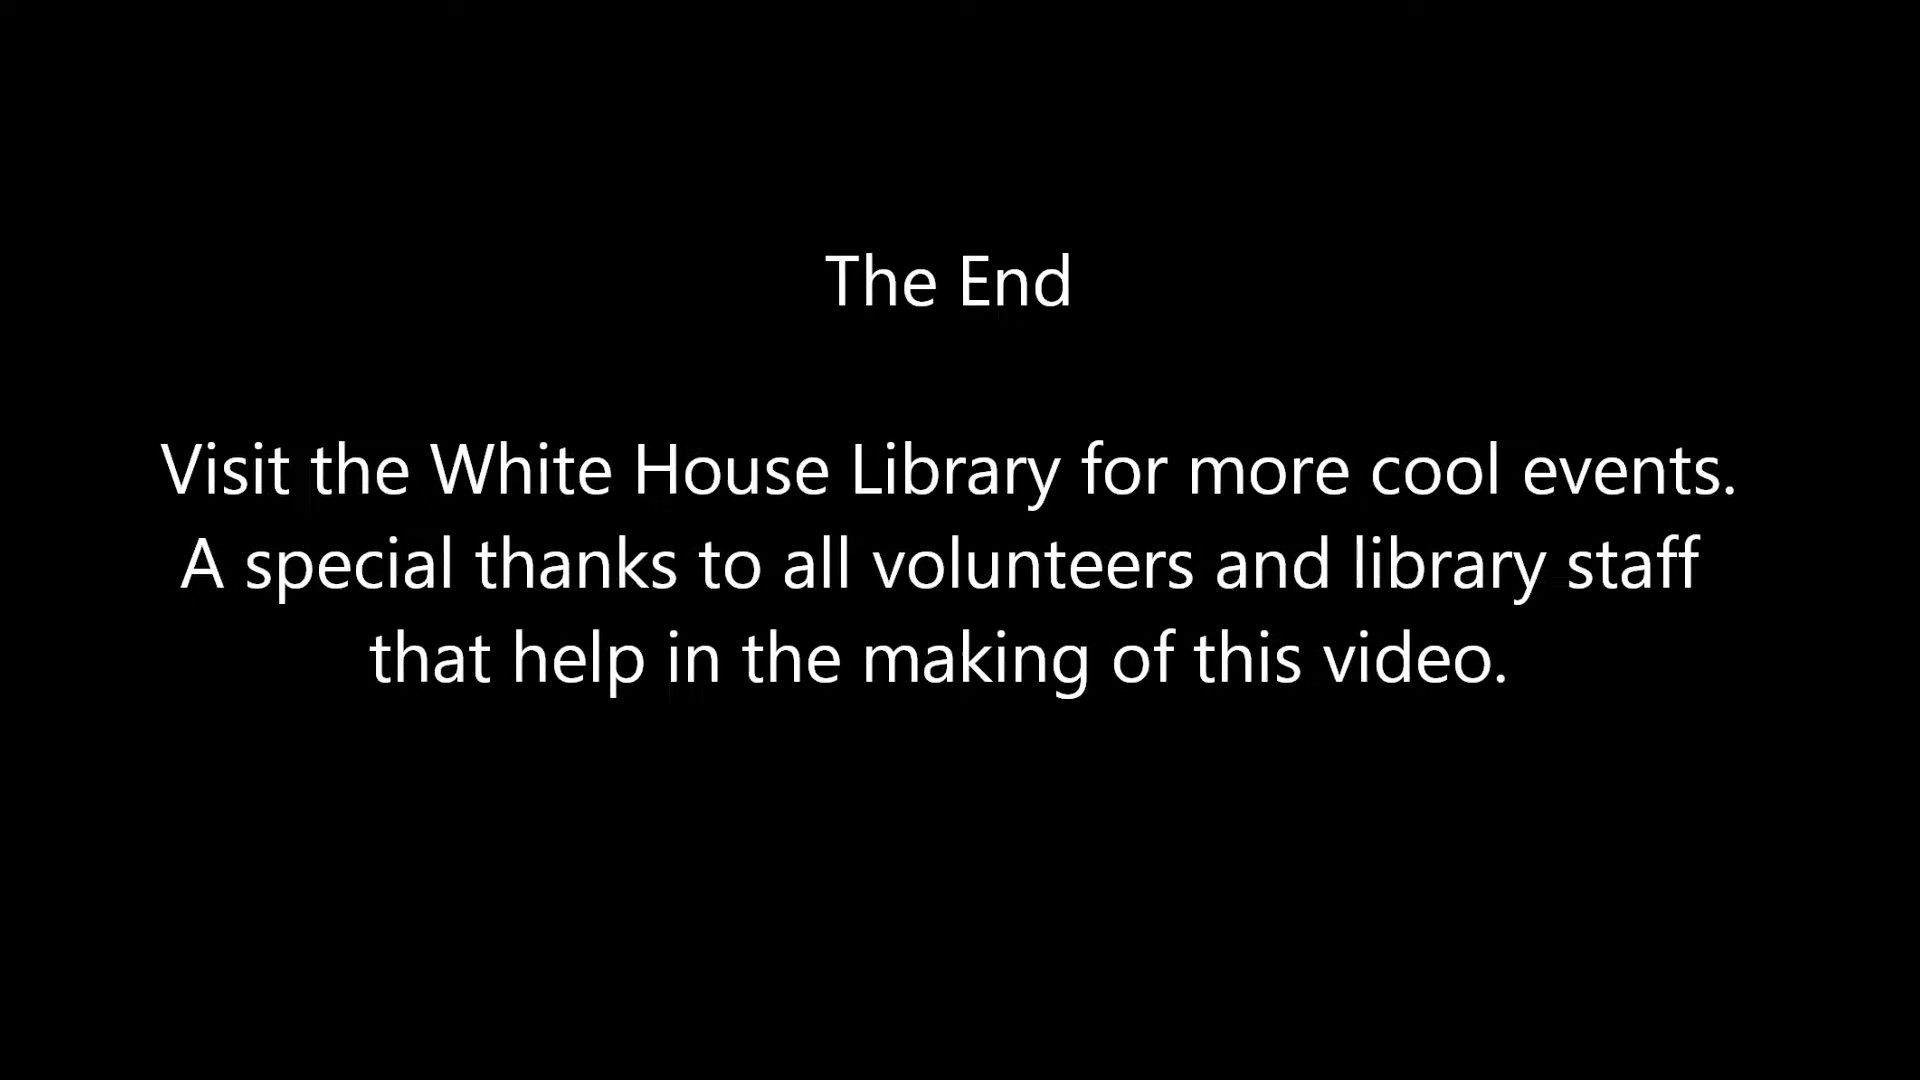 The End
Visit the White House Library for more cool events.
A special thanks to all volunteers and library staff
that help in the making of this video.